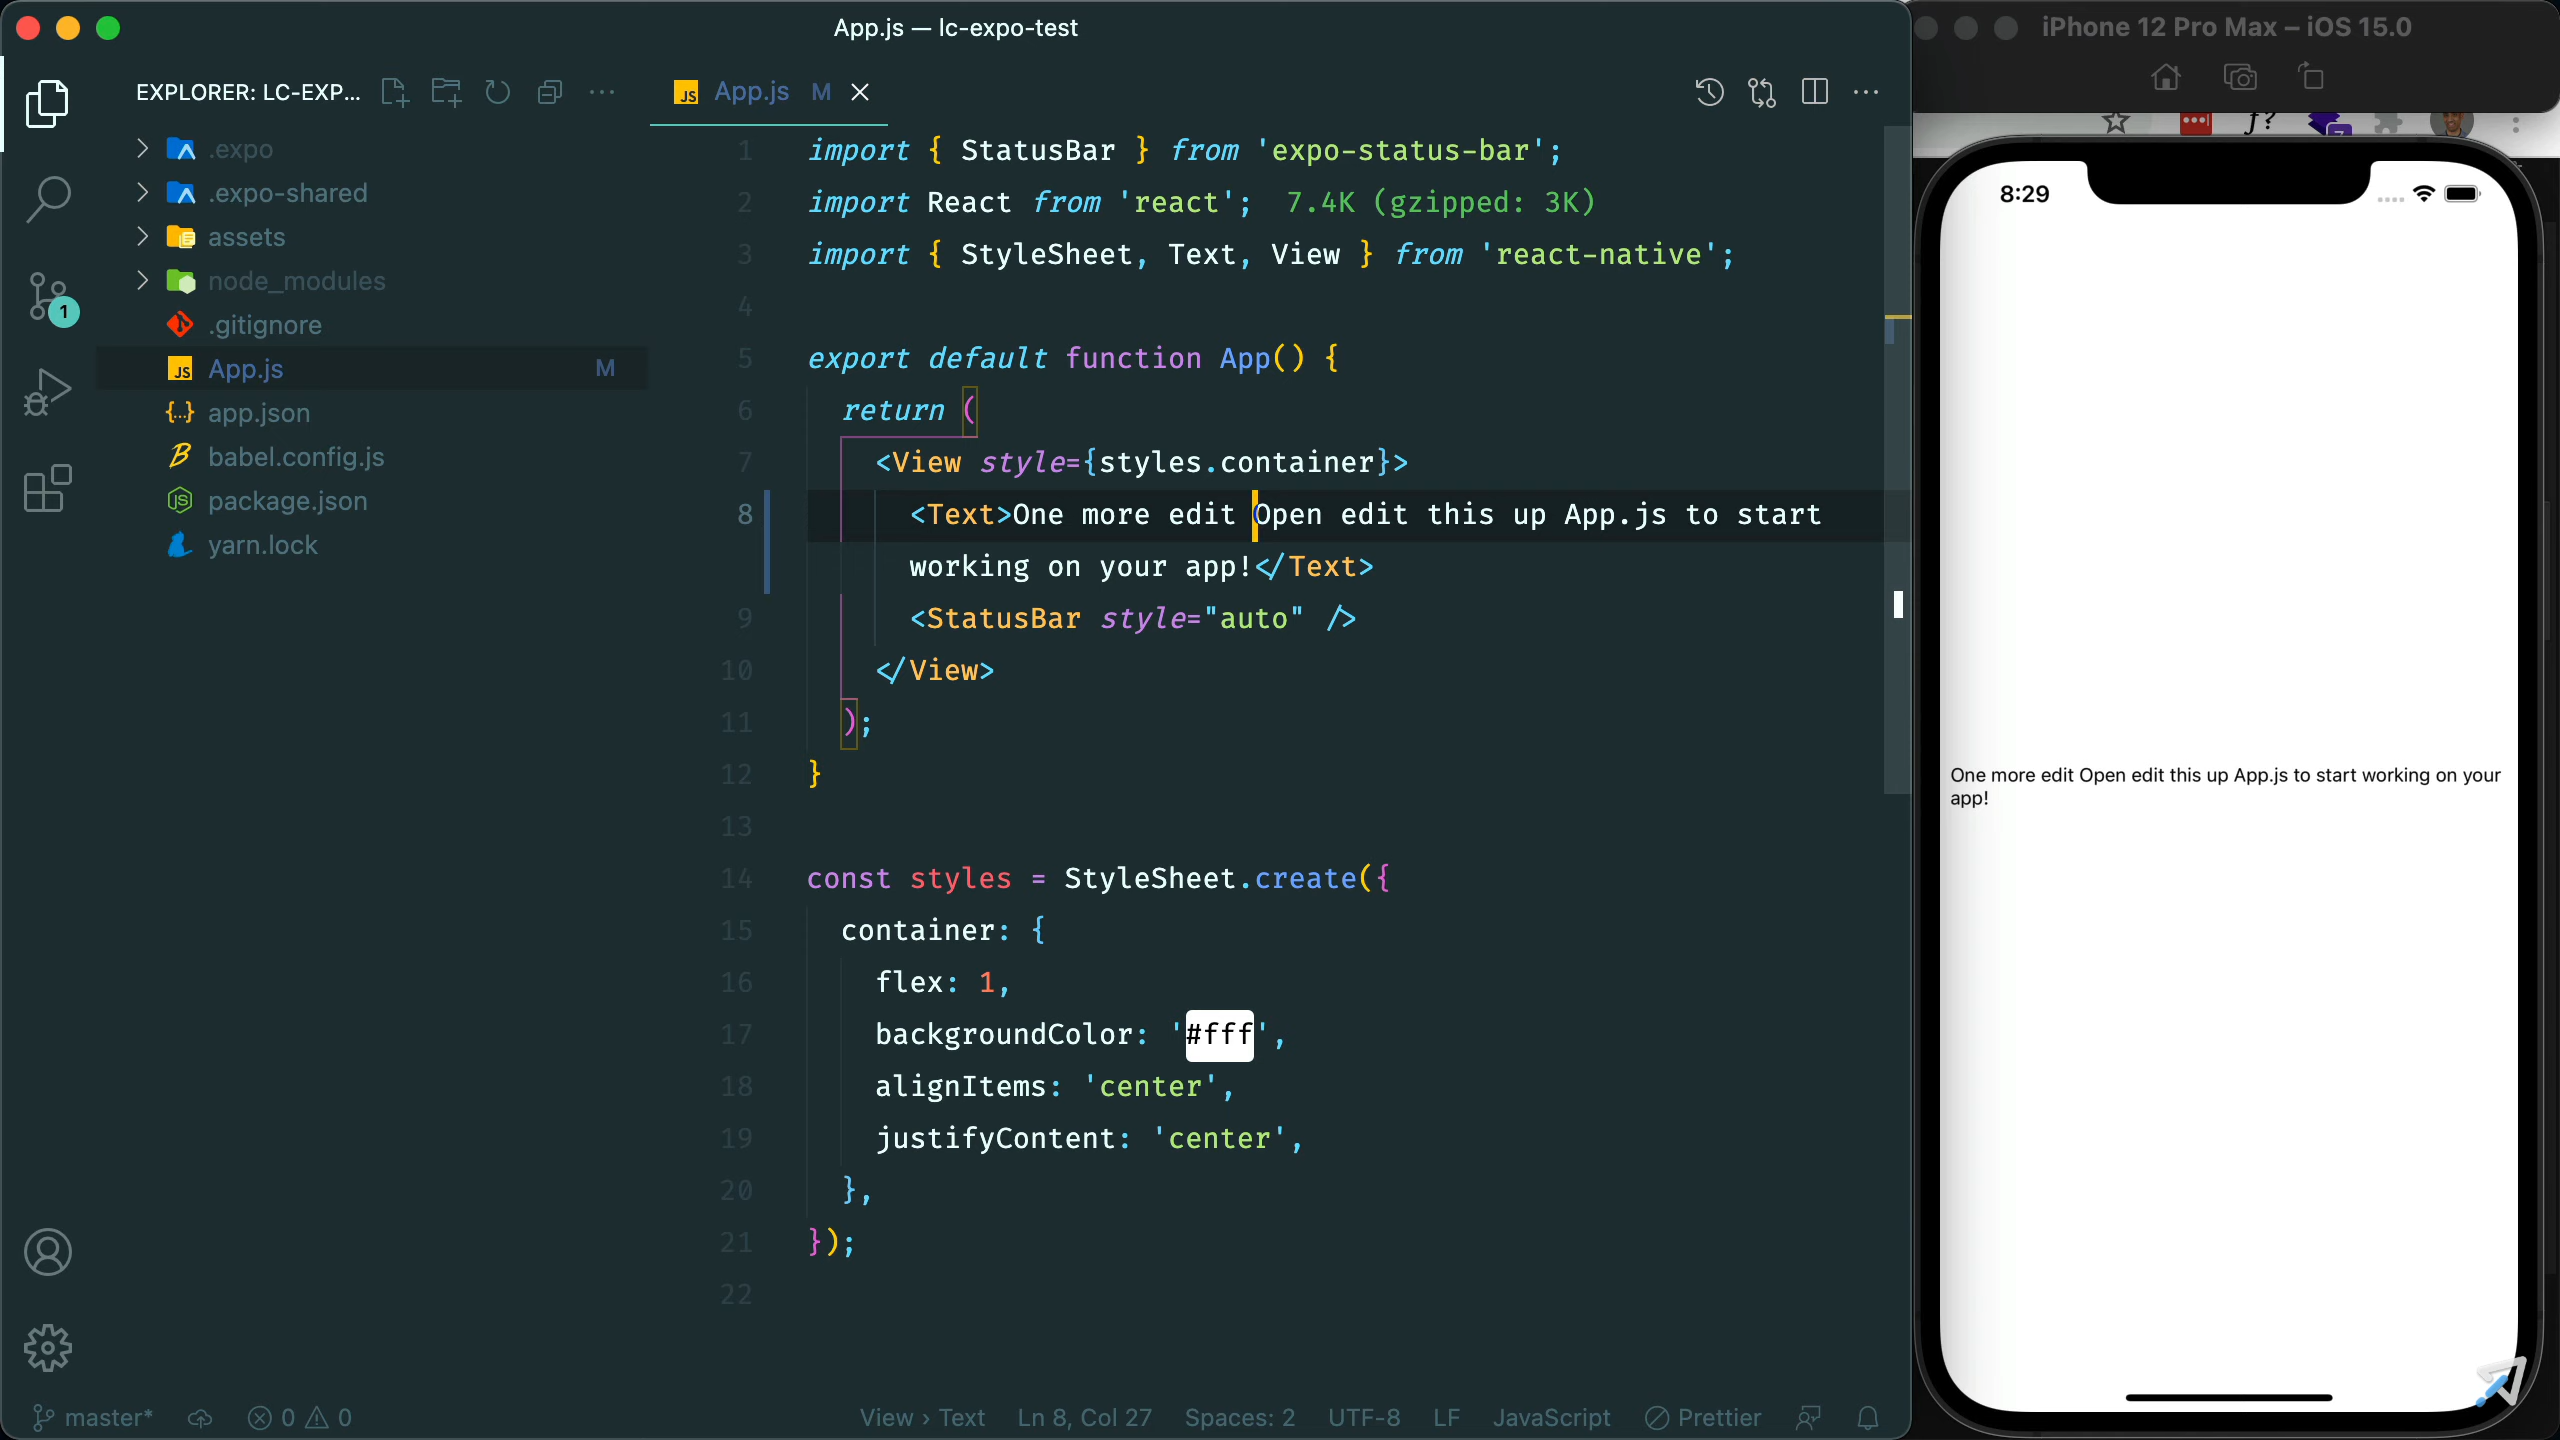 App.js — lc-expo-test
EXPLORER: LC-EXP...
.expo
.expo-shared
assets
node_modules
.gitignore
JS App.js M
{...} app.json
babel.config.js
package.json
yarn.lock
1
JS App.js M
1 import { StatusBar } from 'expo-status-bar';
2 import React from 'react'; 7.4K (gzipped: 3K)
3 import { StyleSheet, Text, View } from 'react-native';
4
5 export default function App() {
6 return (
7 <View style={styles.container}>
8 <Text>One more edit Open edit this up App.js to start
working on your app!</Text>
9 <StatusBar style="auto" />
10 </View>
11 );
12 }
13
14 const styles = StyleSheet.create({
15 container: {
16 flex: 1,
17 backgroundColor: '#fff',
18 alignItems: 'center',
19 justifyContent: 'center',
20 },
21 });
22
master* 0 0 View › Text Ln 8, Col 27 Spaces: 2 UTF-8 LF JavaScript Prettier
iPhone 12 Pro Max – iOS 15.0
f?
7
8:29
One more edit Open edit this up App.js to start working on your
app!